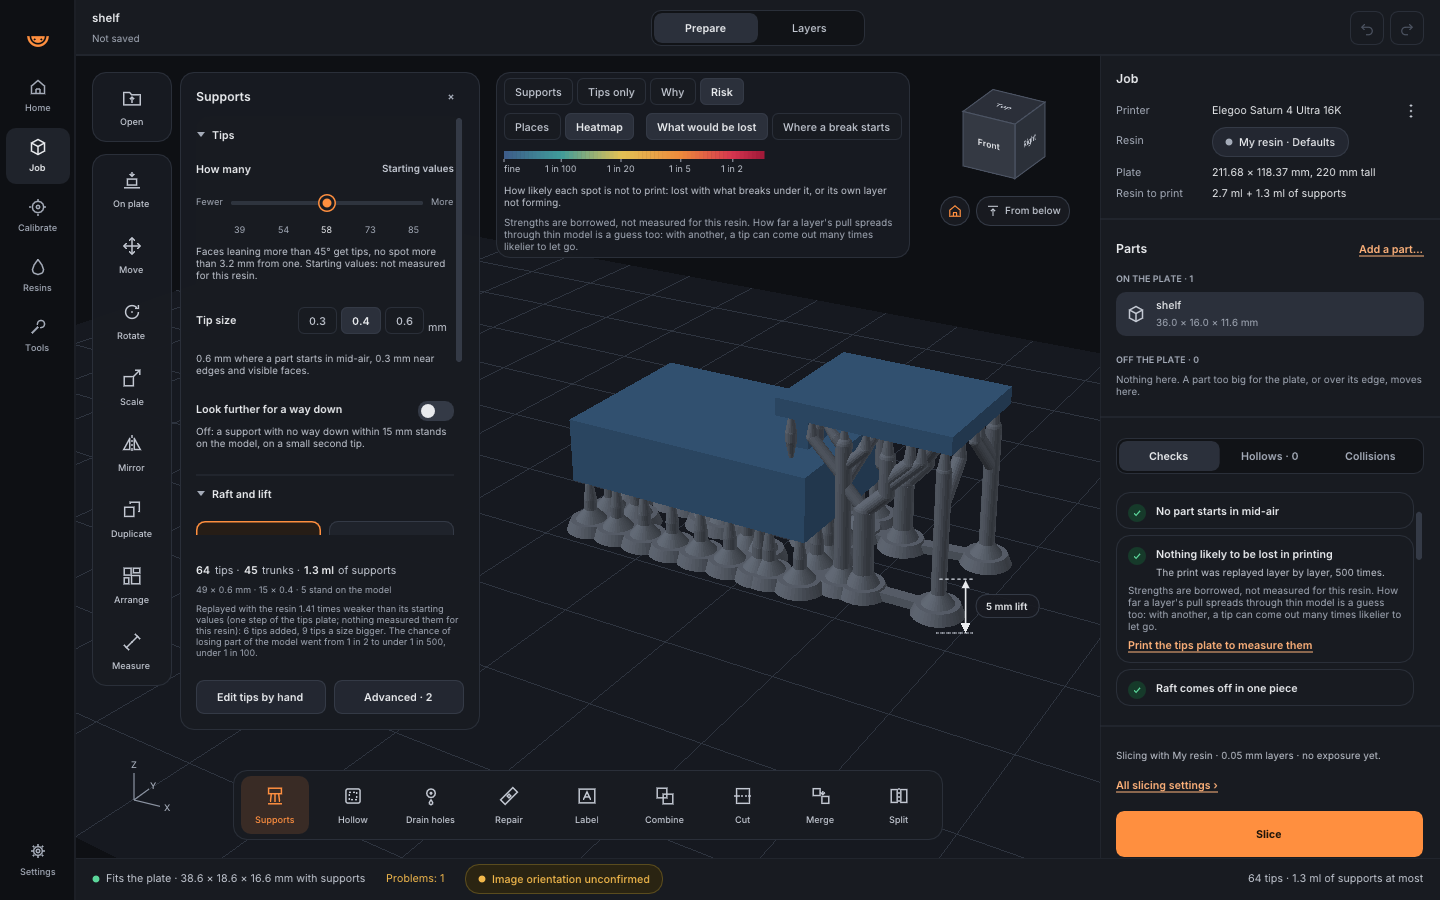 shelf
Not saved
Prepare
Layers
Home
Job
Calibrate
Resins
Tools
Settings
Open
On plate
Move
Rotate
Scale
Mirror
Duplicate
Arrange
Measure
Supports
×
Tips
How many
Starting values
Fewer
More
39
54
58
73
85
Faces leaning more than 45° get tips, no spot more
than 3.2 mm from one. Starting values: not measured
for this resin.
Tip size
0.3
0.4
0.6
mm
0.6 mm where a part starts in mid-air, 0.3 mm near
edges and visible faces.
Look further for a way down
Off: a support with no way down within 15 mm stands
on the model, on a small second tip.
Raft and lift
64 tips · 45 trunks · 1.3 ml of supports
49 × 0.6 mm · 15 × 0.4 · 5 stand on the model
Replayed with the resin 1.41 times weaker than its starting
values (one step of the tips plate; nothing measured them for
this resin): 6 tips added, 9 tips a size bigger. The chance of
losing part of the model went from 1 in 2 to under 1 in 500,
under 1 in 100.
Edit tips by hand
Advanced · 2
Supports
Tips only
Why
Risk
Places
Heatmap
What would be lost
Where a break starts
fine
1 in 100
1 in 20
1 in 5
1 in 2
How likely each spot is not to print: lost with what breaks under it, or its own layer
not forming.
Strengths are borrowed, not measured for this resin. How far a layer's pull spreads
through thin model is a guess too: with another, a tip can come out many times
likelier to let go.
Top
Front
Right
From below
5 mm lift
Z
Y
X
Supports
Hollow
Drain holes
Repair
Label
Combine
Cut
Merge
Split
Job
Printer
Elegoo Saturn 4 Ultra 16K
Resin
My resin · Defaults
Plate
211.68 × 118.37 mm, 220 mm tall
Resin to print
2.7 ml + 1.3 ml of supports
Parts
Add a part...
ON THE PLATE · 1
shelf
36.0 × 16.0 × 11.6 mm
OFF THE PLATE · 0
Nothing here. A part too big for the plate, or over its edge, moves
here.
Checks
Hollows · 0
Collisions
No part starts in mid-air
Nothing likely to be lost in printing
The print was replayed layer by layer, 500 times.
Strengths are borrowed, not measured for this resin. How
far a layer's pull spreads through thin model is a guess
too: with another, a tip can come out many times likelier to
let go.
Print the tips plate to measure them
Raft comes off in one piece
Slicing with My resin · 0.05 mm layers · no exposure yet.
All slicing settings ›
Slice
Fits the plate · 38.6 × 18.6 × 16.6 mm with supports
Problems: 1
Image orientation unconfirmed
64 tips · 1.3 ml of supports at most